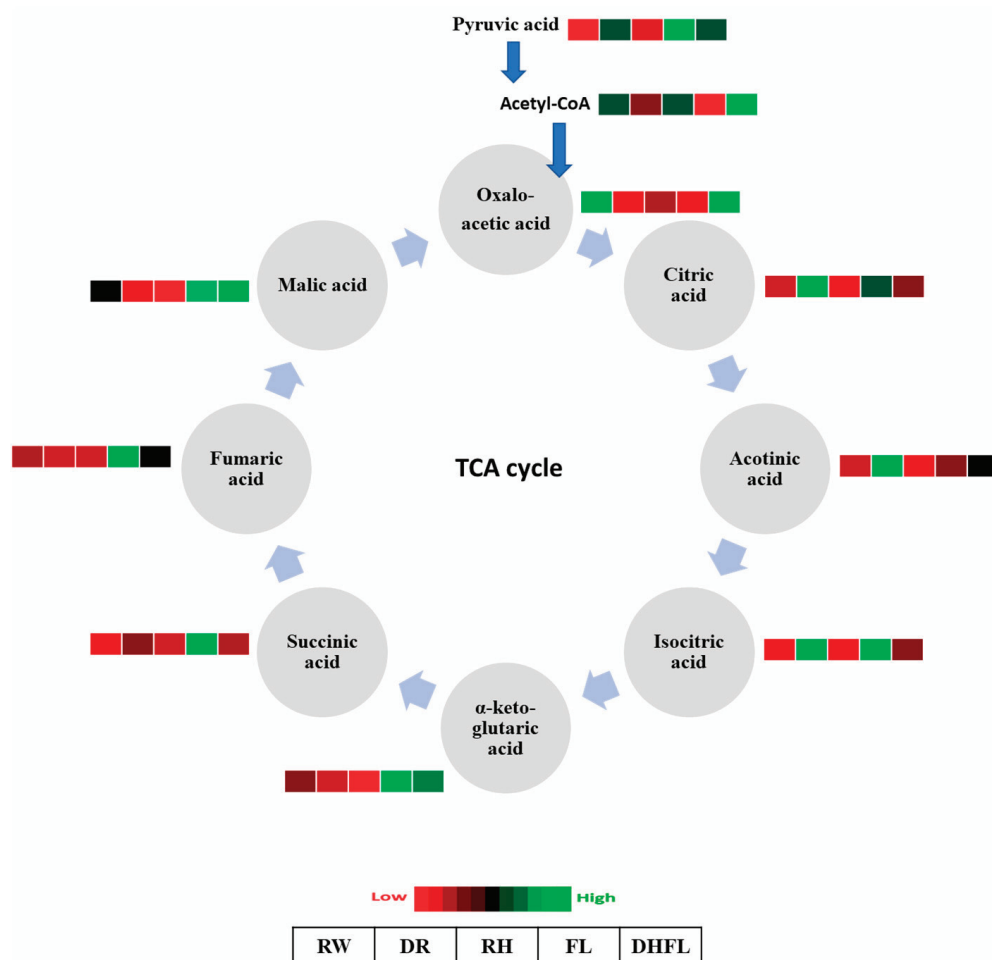 Pyruvic acid
Acetyl-CoA
Oxalo-
acetic acid
Malic acid
Citric
acid
Fumaric
acid
TCA cycle
Acotinic
acid
Succinic
acid
Isocitric
acid
α-keto-
glutaric
acid
Low High
RW DR RH FL DHFL